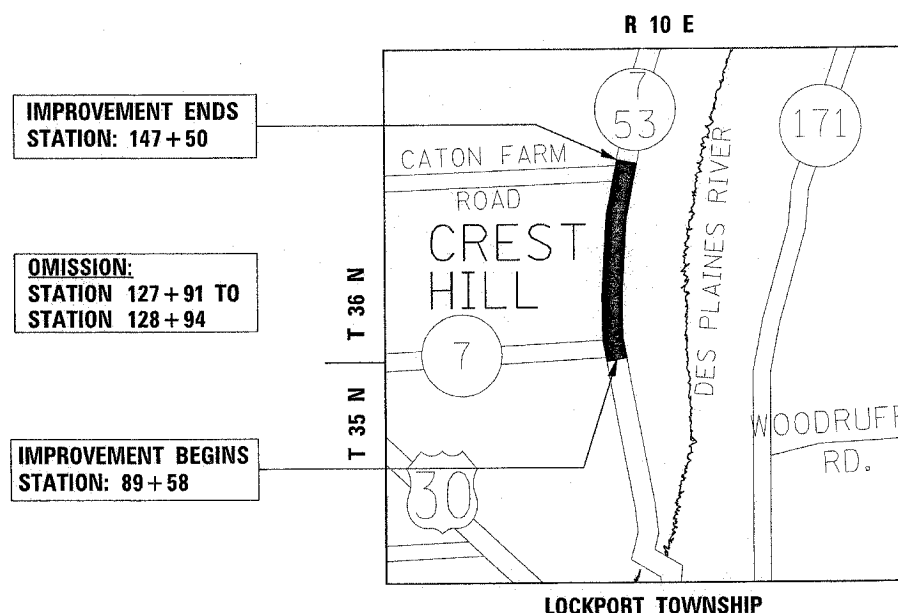 R 10 E
IMPROVEMENT ENDS
STATION: 147+50
7
53
171
CATON FARM
ROAD
CREST
HILL
DES PLAINES RIVER
OMISSION:
STATION 127+91 TO
STATION 128+94
T 36 N
7
T 35 N
WOODRUFF
RD.
IMPROVEMENT BEGINS
STATION: 89+58
30
LOCKPORT TOWNSHIP